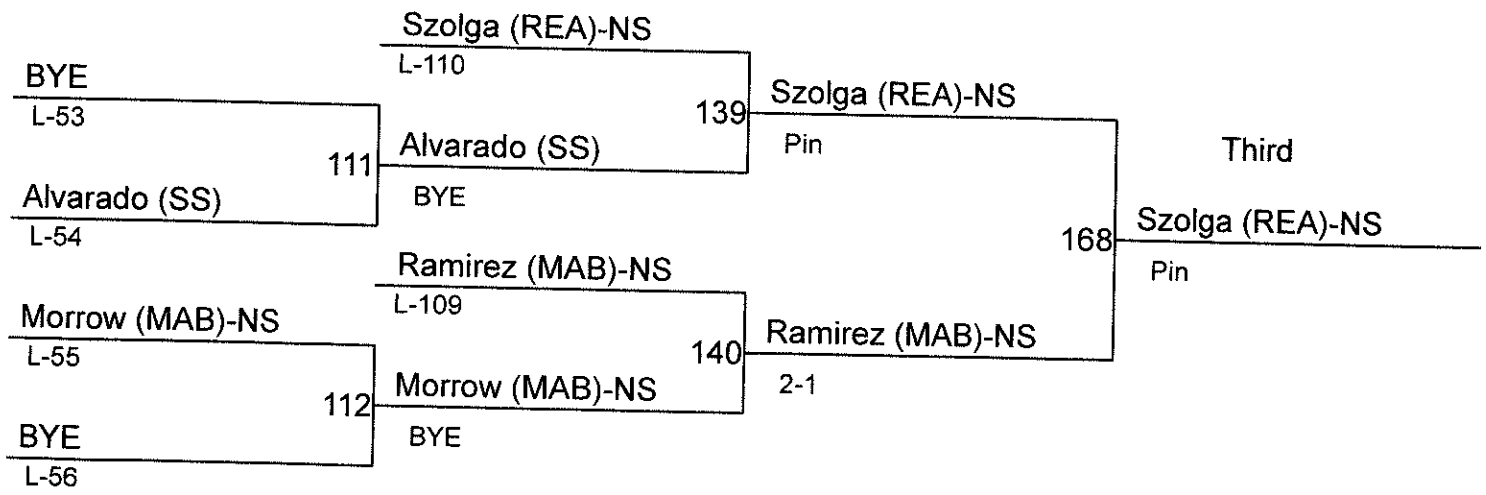 Szolga (REA)-NS
L-110
BYE
L-53
139
Szolga (REA)-NS
Pin
111
Alvarado (SS)
BYE
Alvarado (SS)
L-54
Third
168
Szolga (REA)-NS
Pin
Ramirez (MAB)-NS
L-109
Morrow (MAB)-NS
L-55
140
Ramirez (MAB)-NS
2-1
112
Morrow (MAB)-NS
BYE
BYE
L-56